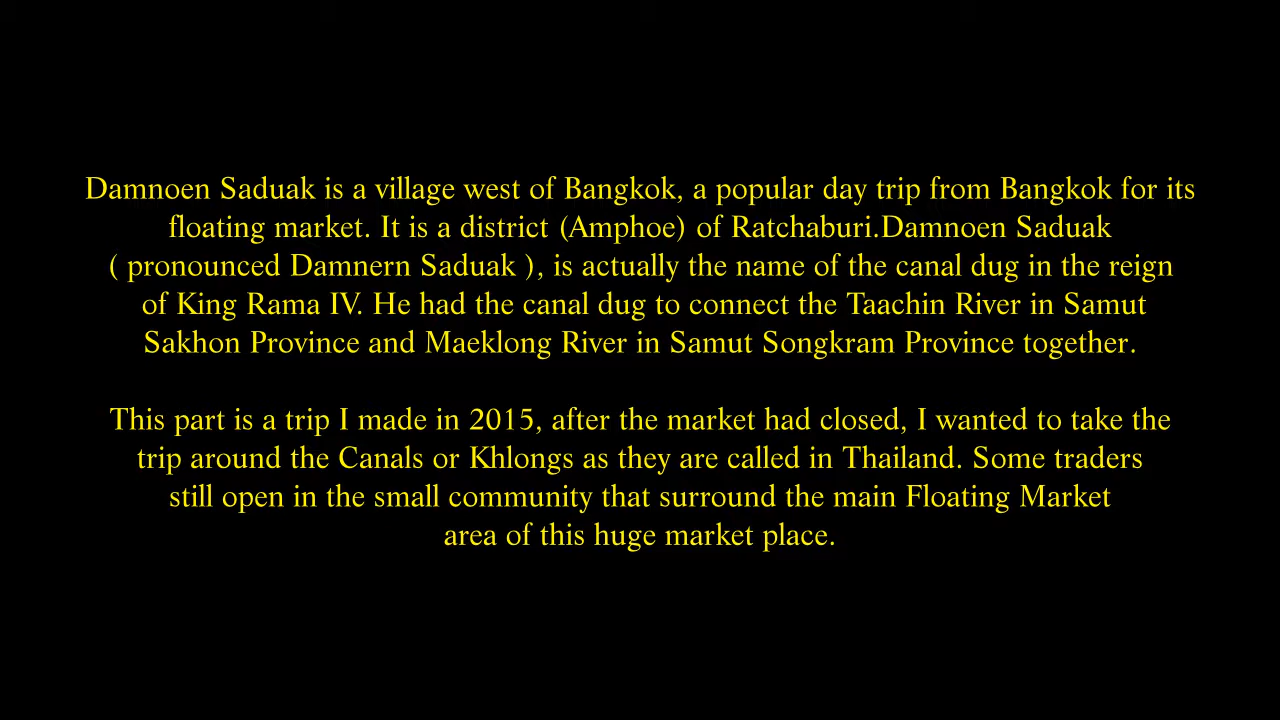 Damnoen Saduak is a village west of Bangkok, a popular day trip from Bangkok for its
floating market. It is a district (Amphoe) of Ratchaburi.Damnoen Saduak
( pronounced Damnern Saduak ), is actually the name of the canal dug in the reign
of King Rama IV. He had the canal dug to connect the Taachin River in Samut
Sakhon Province and Maeklong River in Samut Songkram Province together.
This part is a trip I made in 2015, after the market had closed, I wanted to take the
trip around the Canals or Khlongs as they are called in Thailand. Some traders
still open in the small community that surround the main Floating Market
area of this huge market place.